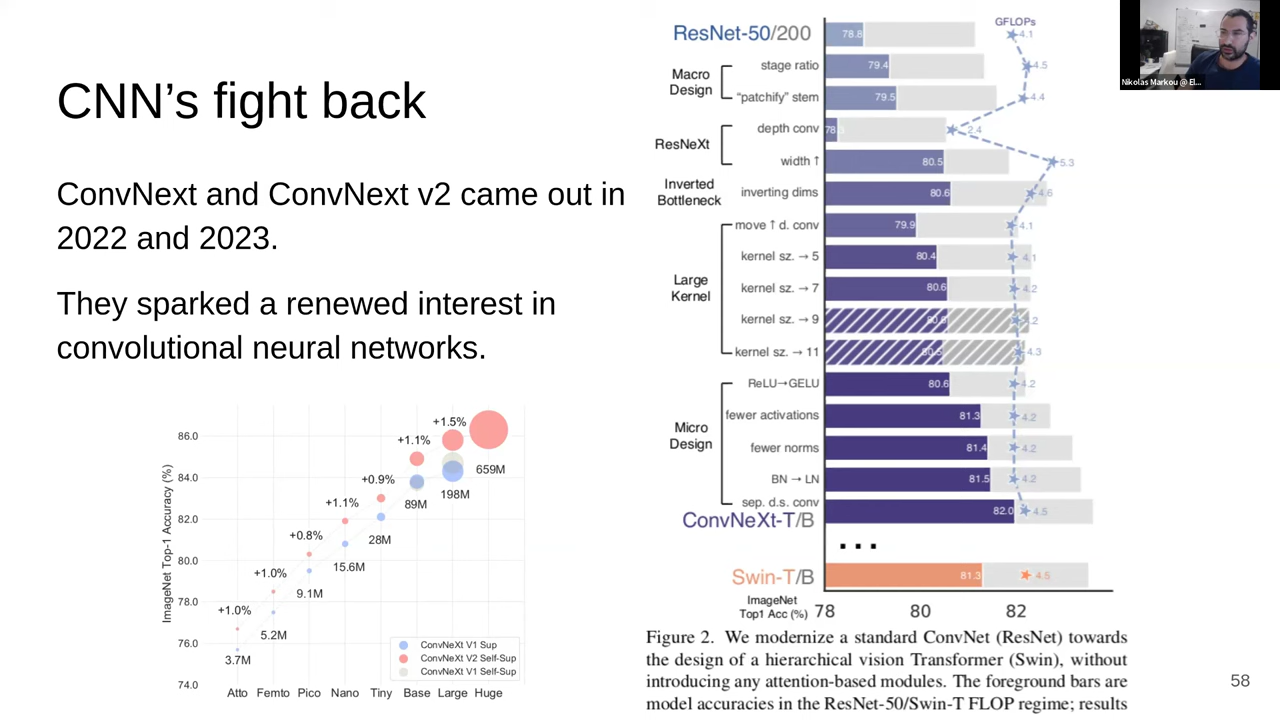 CNN’s fight back
ConvNext and ConvNext v2 came out in
2022 and 2023.
They sparked a renewed interest in
convolutional neural networks.
ImageNet Top-1 Accuracy (%)
86.0
84.0
82.0
80.0
78.0
76.0
74.0
+1.0%
+1.0%
+0.8%
+1.1%
+0.9%
+1.1%
+1.5%
3.7M
5.2M
9.1M
15.6M
28M
89M
198M
659M
ConvNeXt V1 Sup
ConvNeXt V2 Self-Sup
ConvNeXt V1 Self-Sup
Atto Femto Pico Nano Tiny Base Large Huge
GFLOPs
ResNet-50/200 78.8 4.1
Macro
Design
stage ratio 79.4 4.5
“patchify” stem 79.5 4.4
ResNeXt
depth conv 78.3 2.4
width ↑ 80.5 5.3
Inverted
Bottleneck
inverting dims 80.6 4.6
Large
Kernel
move ↑ d. conv 79.9 4.1
kernel sz. → 5 80.4 4.1
kernel sz. → 7 80.6 4.2
kernel sz. → 9
kernel sz. → 11 4.3
Micro
Design
ReLU→GELU 80.6 4.2
fewer activations 81.3 4.2
fewer norms 81.4 4.2
BN → LN 81.5 4.2
sep. d.s. conv 82.0 4.5
ConvNeXt-T/B
...
Swin-T/B 81.3 4.5
ImageNet
Top1 Acc (%) 78 80 82
Figure 2. We modernize a standard ConvNet (ResNet) towards
the design of a hierarchical vision Transformer (Swin), without
introducing any attention-based modules. The foreground bars are
model accuracies in the ResNet-50/Swin-T FLOP regime; results
58
Nikolas Markou @ El...